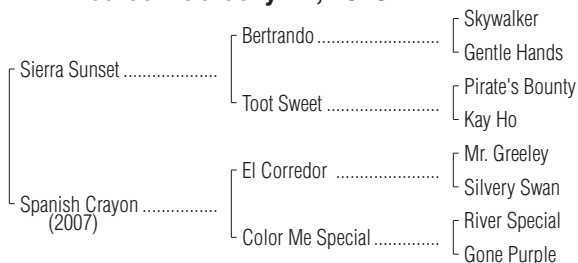 Skywalker
Bertrando ..........................
Gentle Hands
Sierra Sunset ....................
Pirate's Bounty
Toot Sweet ........................
Kay Ho
Mr. Greeley
El Corredor ......................
Silvery Swan
Spanish Crayon ................
(2007)
River Special
Color Me Special ..............
Gone Purple